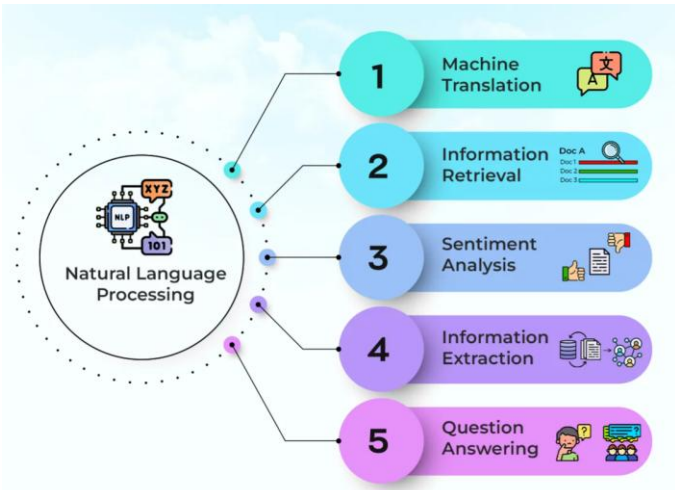 XYZ
NLP
101
Natural Language
Processing
1
Machine
Translation
文
A
2
Information
Retrieval
Doc A
Doc 1
Doc 2
Doc 3
3
Sentiment
Analysis
4
Information
Extraction
5
Question
Answering
?
?